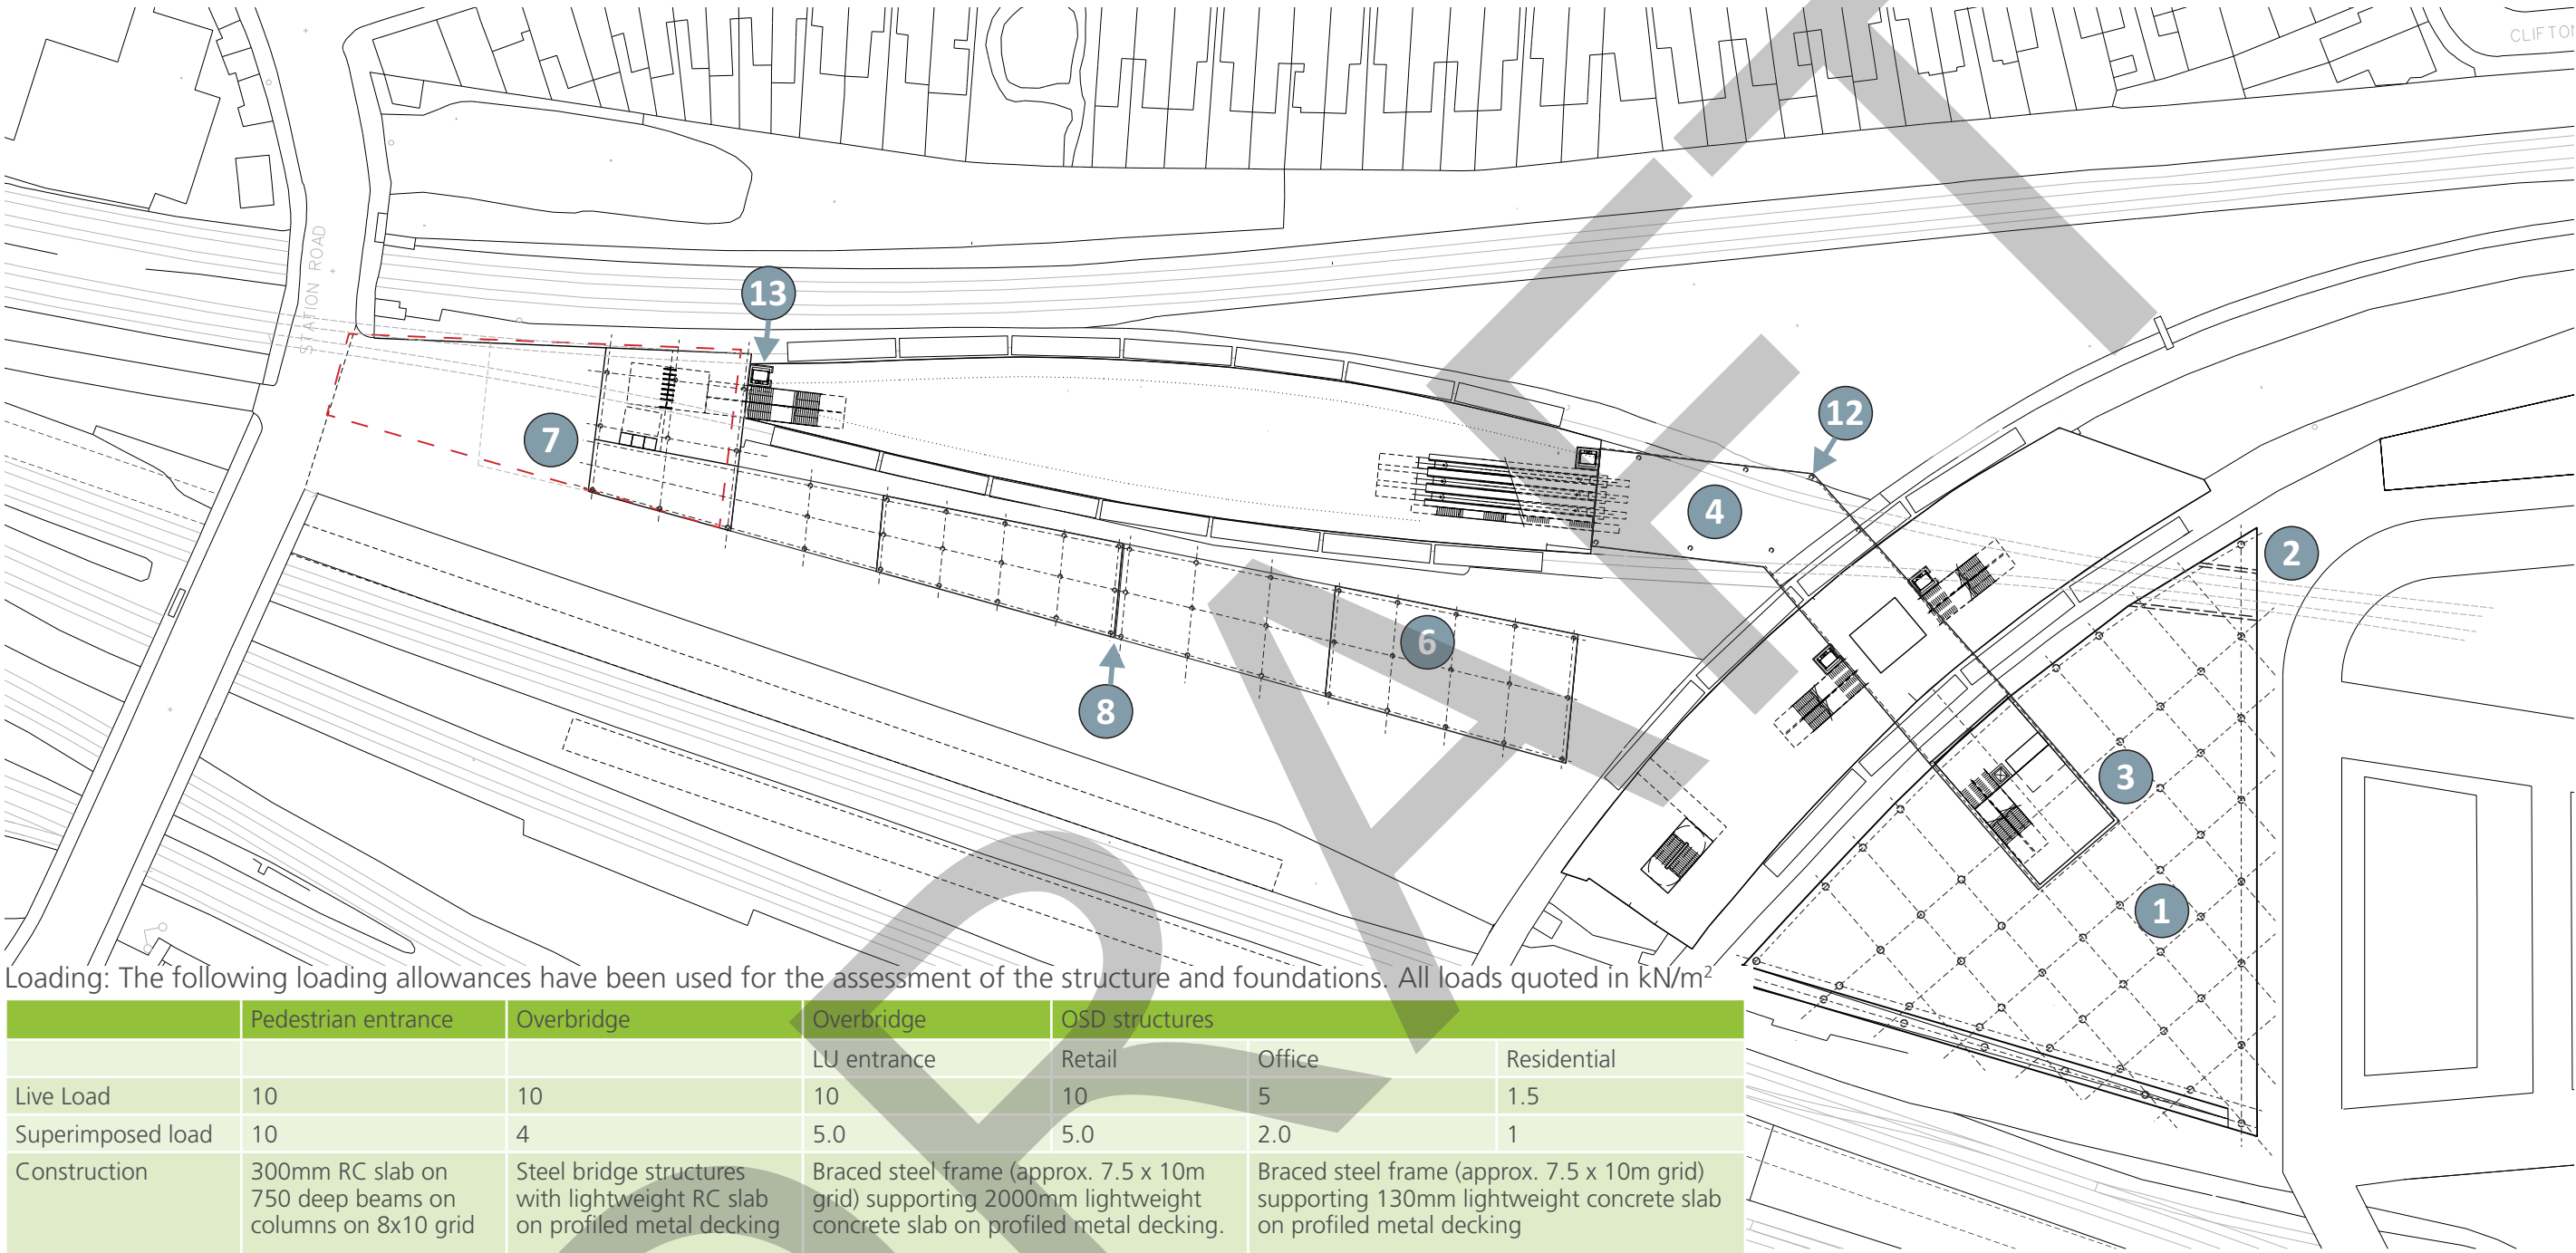 CLIFTON
STATION ROAD
13
12
7
4
2
6
8
3
1
Loading: The following loading allowances have been used for the assessment of the structure and foundations. All loads quoted in kN/m²
Pedestrian entrance Overbridge Overbridge OSD structures
LU entrance Retail Office Residential
Live Load 10 10 10 10 5 1.5
Superimposed load 10 4 5.0 5.0 2.0 1
Construction 300mm RC slab on Steel bridge structures Braced steel frame (approx. 7.5 x 10m Braced steel frame (approx. 7.5 x 10m grid)
750 deep beams on with lightweight RC slab grid) supporting 2000mm lightweight supporting 130mm lightweight concrete slab
columns on 8x10 grid on profiled metal decking concrete slab on profiled metal decking. on profiled metal decking
DRAFT